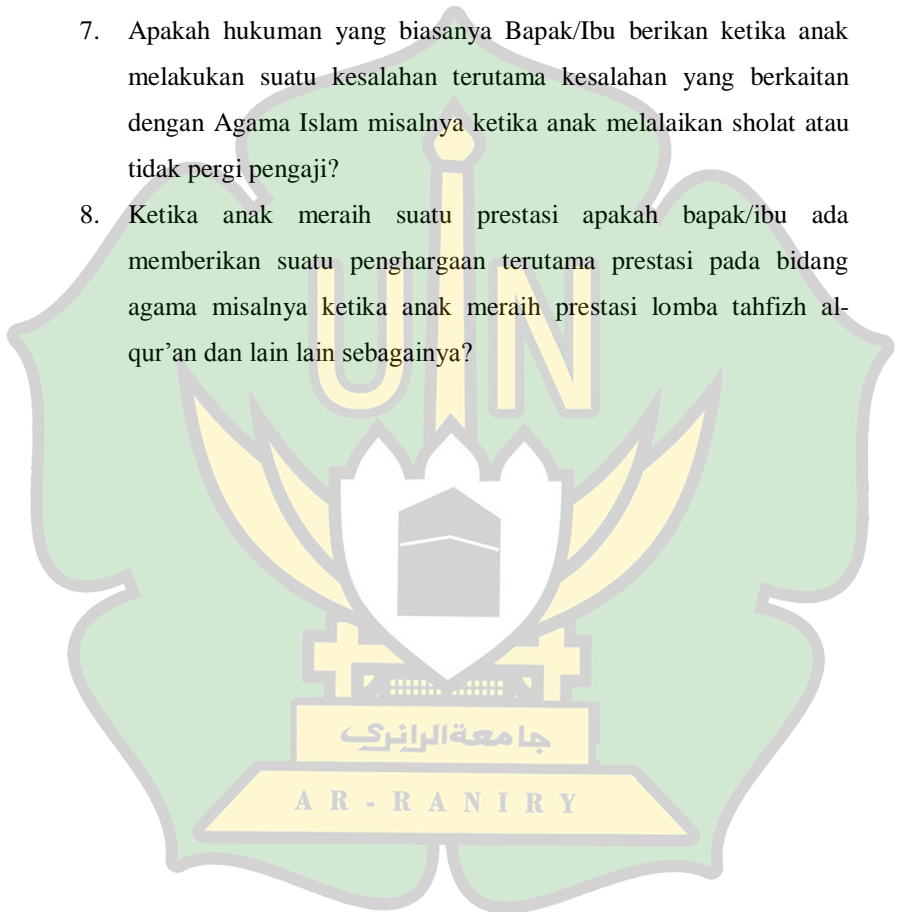 7. Apakah hukuman yang biasanya Bapak/Ibu berikan ketika anak
melakukan suatu kesalahan terutama kesalahan yang berkaitan
dengan Agama Islam misalnya ketika anak melalaikan sholat atau
tidak pergi pengaji?
8. Ketika anak meraih suatu prestasi apakah bapak/ibu ada
memberikan suatu penghargaan terutama prestasi pada bidang
agama misalnya ketika anak meraih prestasi lomba tahfizh al-
qur’an dan lain lain sebagainya?
UIN
جامعة الرانري
AR-RANIRY